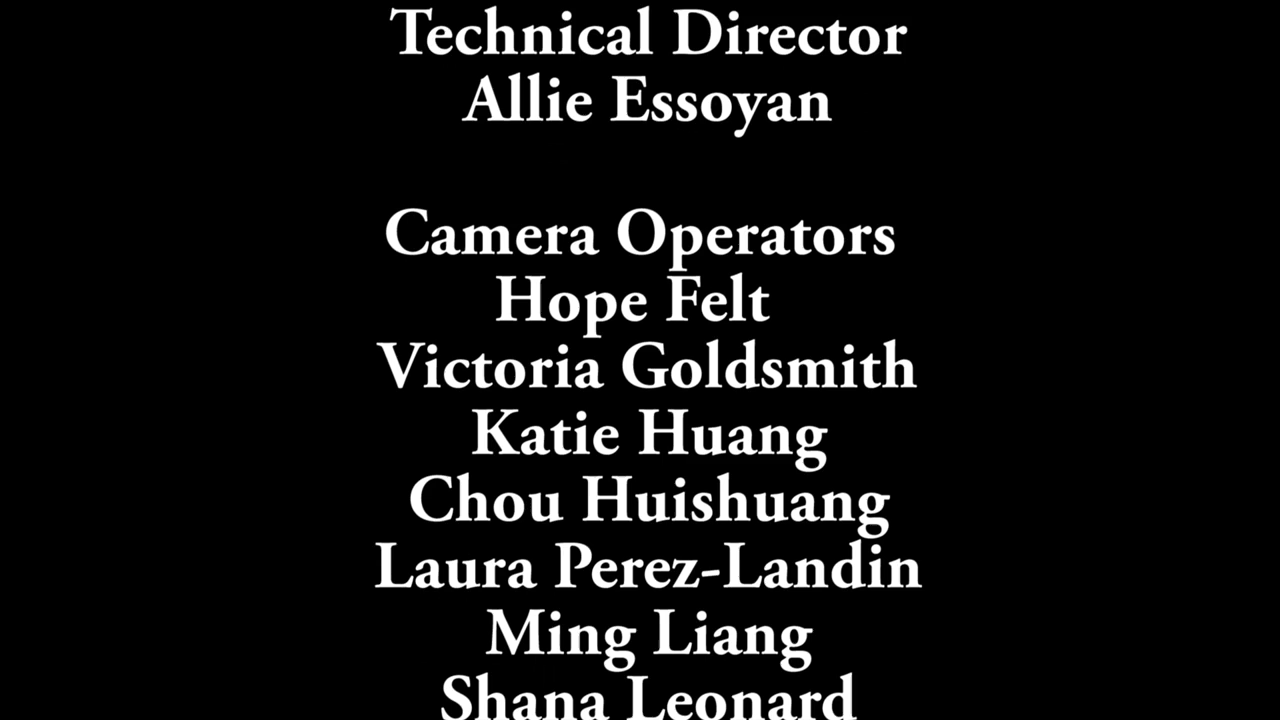 Technical Director
Allie Essoyan
Camera Operators
Hope Felt
Victoria Goldsmith
Katie Huang
Chou Huishuang
Laura Perez-Landin
Ming Liang
Shana Leonard